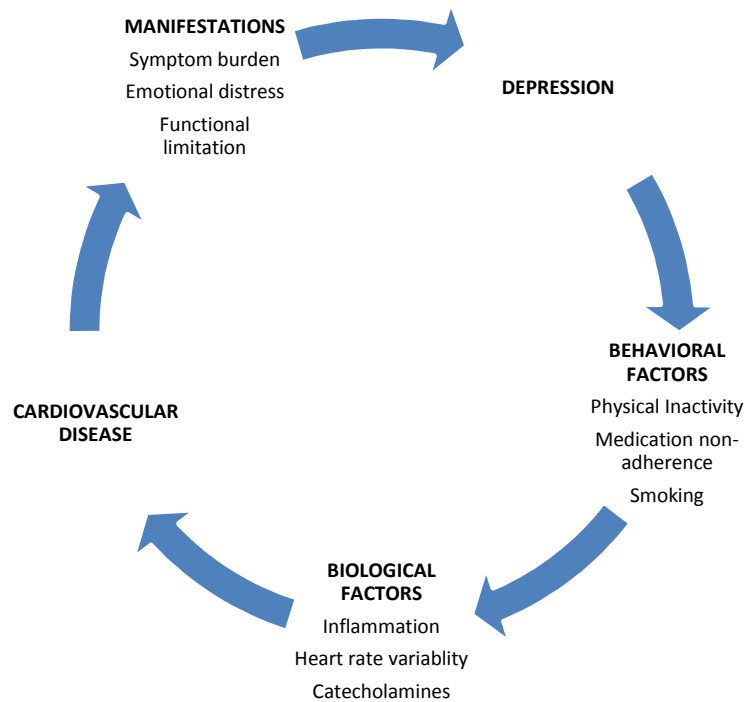 MANIFESTATIONS
Symptom burden
Emotional distress
Functional
limitation
DEPRESSION
BEHAVIORAL
FACTORS
Physical Inactivity
Medication non-
adherence
Smoking
BIOLOGICAL
FACTORS
Inflammation
Heart rate variablity
Catecholamines
CARDIOVASCULAR
DISEASE